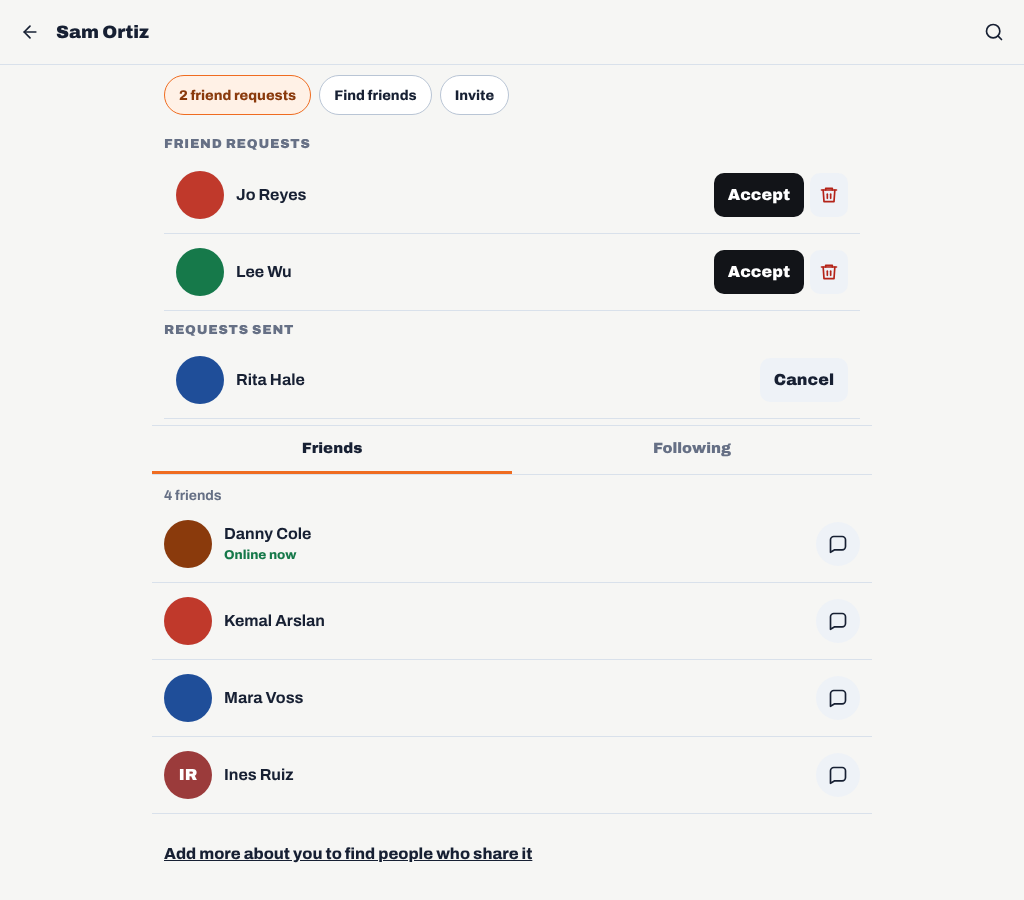 Sam Ortiz
2 friend requests
Find friends
Invite
FRIEND REQUESTS
Jo Reyes
Accept
Lee Wu
Accept
REQUESTS SENT
Rita Hale
Cancel
Friends
Following
4 friends
Danny Cole
Online now
Kemal Arslan
Mara Voss
IR
Ines Ruiz
Add more about you to find people who share it